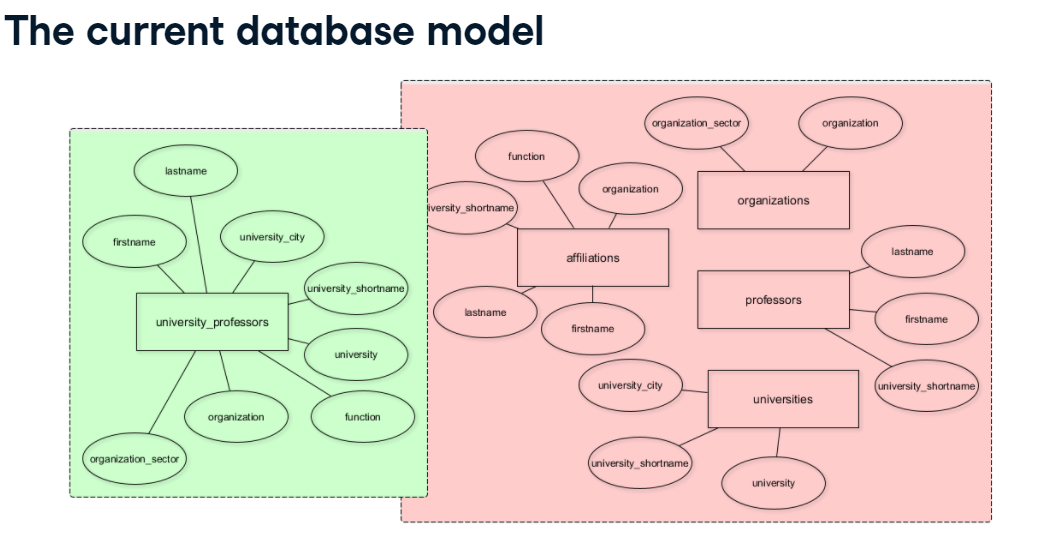 The current database model
lastname
firstname
university_city
university_shortname
university_professors
university
organization
function
organization_sector
organization_sector
organization
function
organization
iversity_shortname
organizations
affiliations
lastname
professors
lastname
firstname
firstname
university_city
university_shortname
universities
university_shortname
university